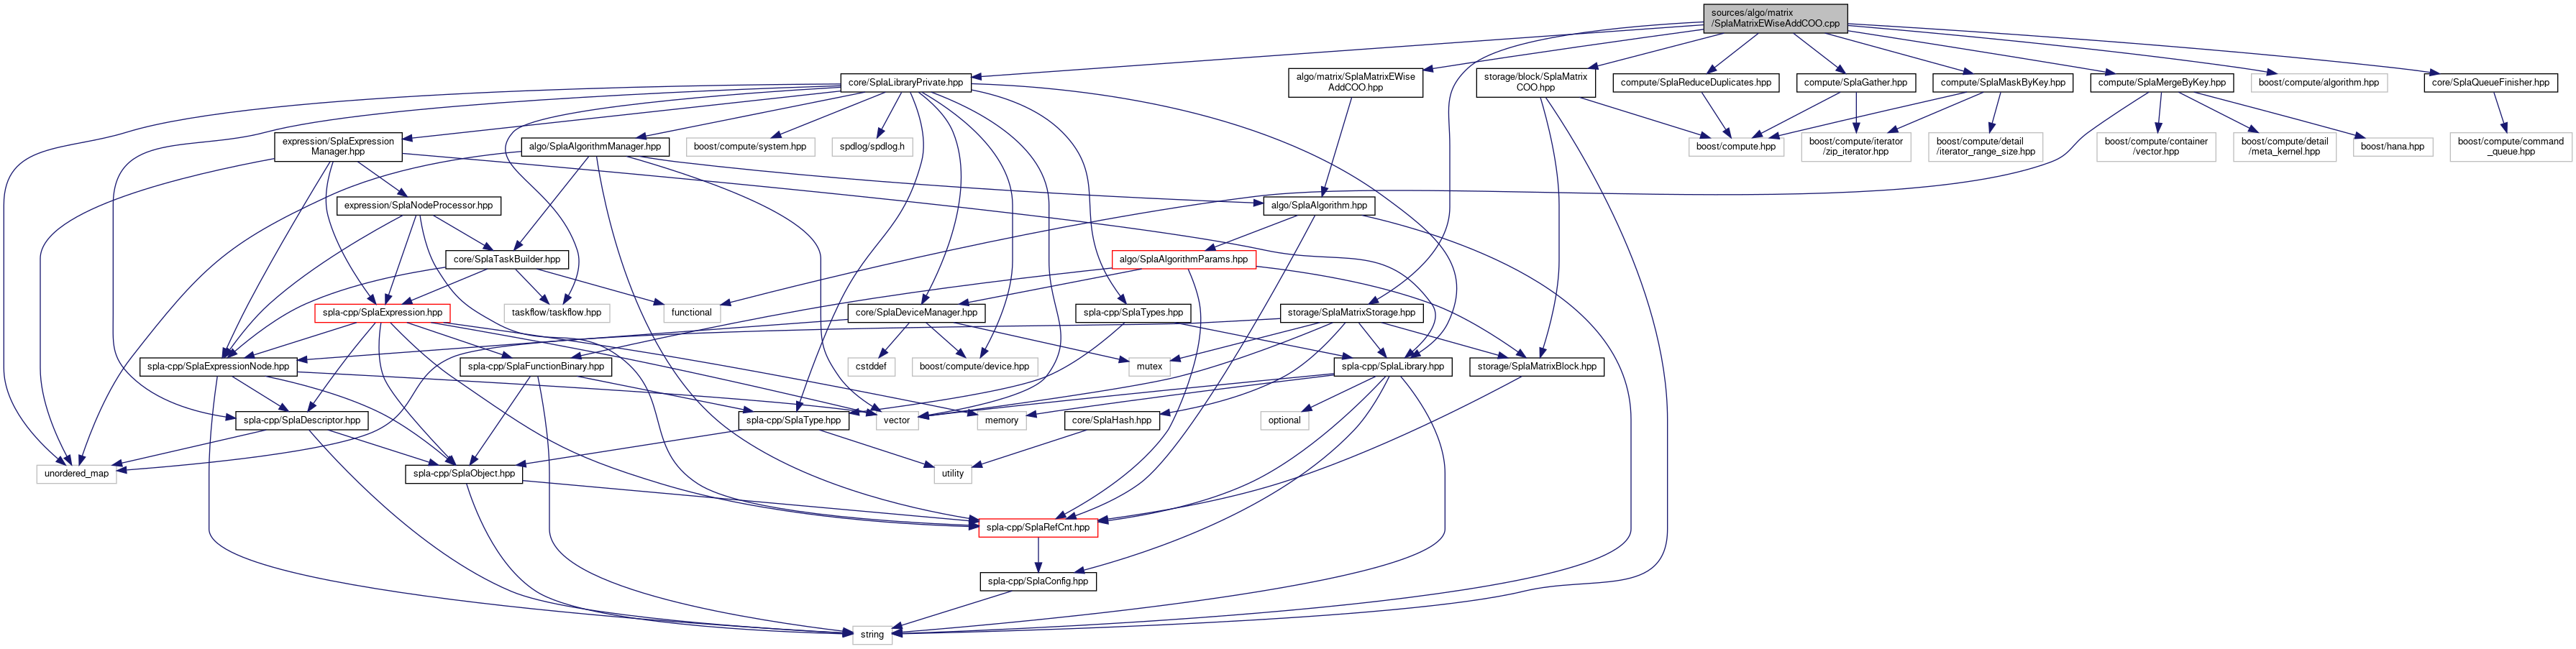 sources/algo/matrix
/SplaMatrixEWiseAddCOO.cpp
core/SplaLibraryPrivate.hpp
algo/matrix/SplaMatrixEWise
AddCOO.hpp
storage/block/SplaMatrix
COO.hpp
compute/SplaReduceDuplicates.hpp
compute/SplaGather.hpp
compute/SplaMaskByKey.hpp
compute/SplaMergeByKey.hpp
boost/compute/algorithm.hpp
core/SplaQueueFinisher.hpp
expression/SplaExpression
Manager.hpp
algo/SplaAlgorithmManager.hpp
boost/compute/system.hpp
spdlog/spdlog.h
boost/compute.hpp
boost/compute/iterator
/zip_iterator.hpp
boost/compute/detail
/iterator_range_size.hpp
boost/compute/container
/vector.hpp
boost/compute/detail
/meta_kernel.hpp
boost/hana.hpp
boost/compute/command
_queue.hpp
expression/SplaNodeProcessor.hpp
algo/SplaAlgorithm.hpp
core/SplaTaskBuilder.hpp
algo/SplaAlgorithmParams.hpp
spla-cpp/SplaExpression.hpp
taskflow/taskflow.hpp
functional
core/SplaDeviceManager.hpp
spla-cpp/SplaTypes.hpp
storage/SplaMatrixStorage.hpp
spla-cpp/SplaExpressionNode.hpp
spla-cpp/SplaFunctionBinary.hpp
cstddef
boost/compute/device.hpp
mutex
spla-cpp/SplaLibrary.hpp
storage/SplaMatrixBlock.hpp
spla-cpp/SplaDescriptor.hpp
spla-cpp/SplaType.hpp
vector
memory
core/SplaHash.hpp
optional
unordered_map
spla-cpp/SplaObject.hpp
utility
spla-cpp/SplaRefCnt.hpp
spla-cpp/SplaConfig.hpp
string